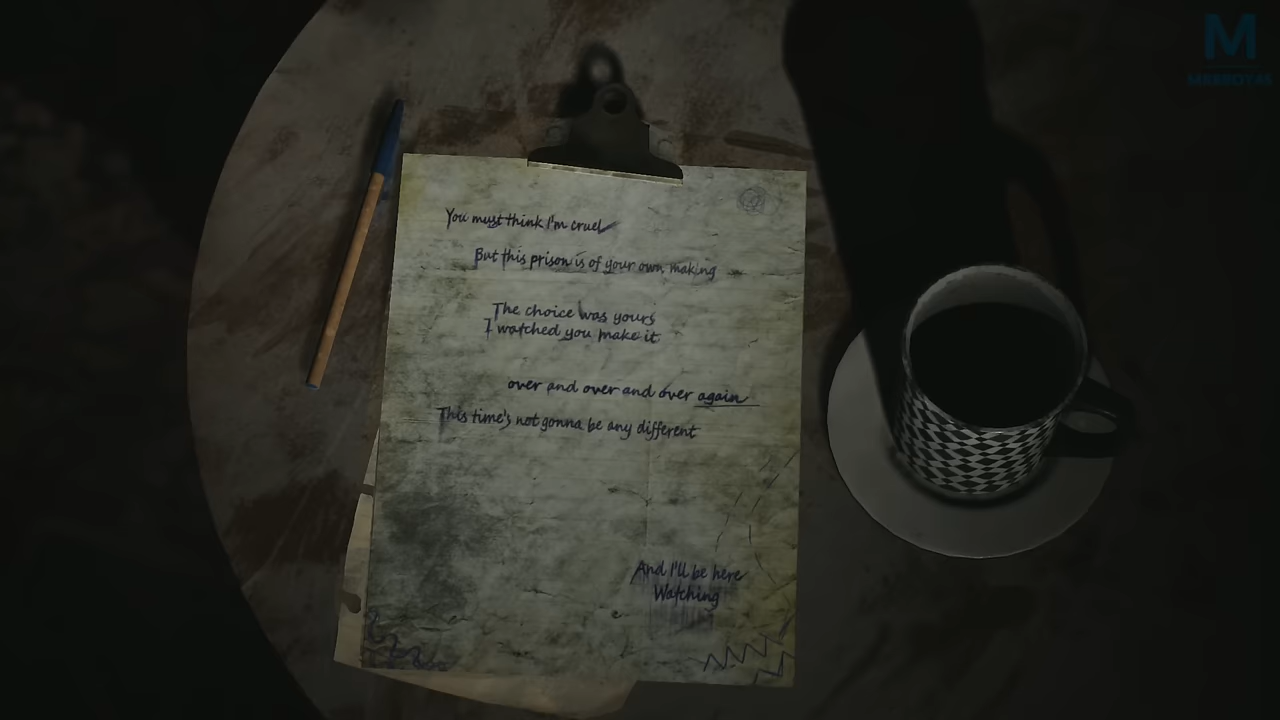 M
You must think I'm cruel
But this prison is of your own making
The choice was yours
I watched you make it
over and over and over again
This time's not gonna be any different
And I'll be here
Watching